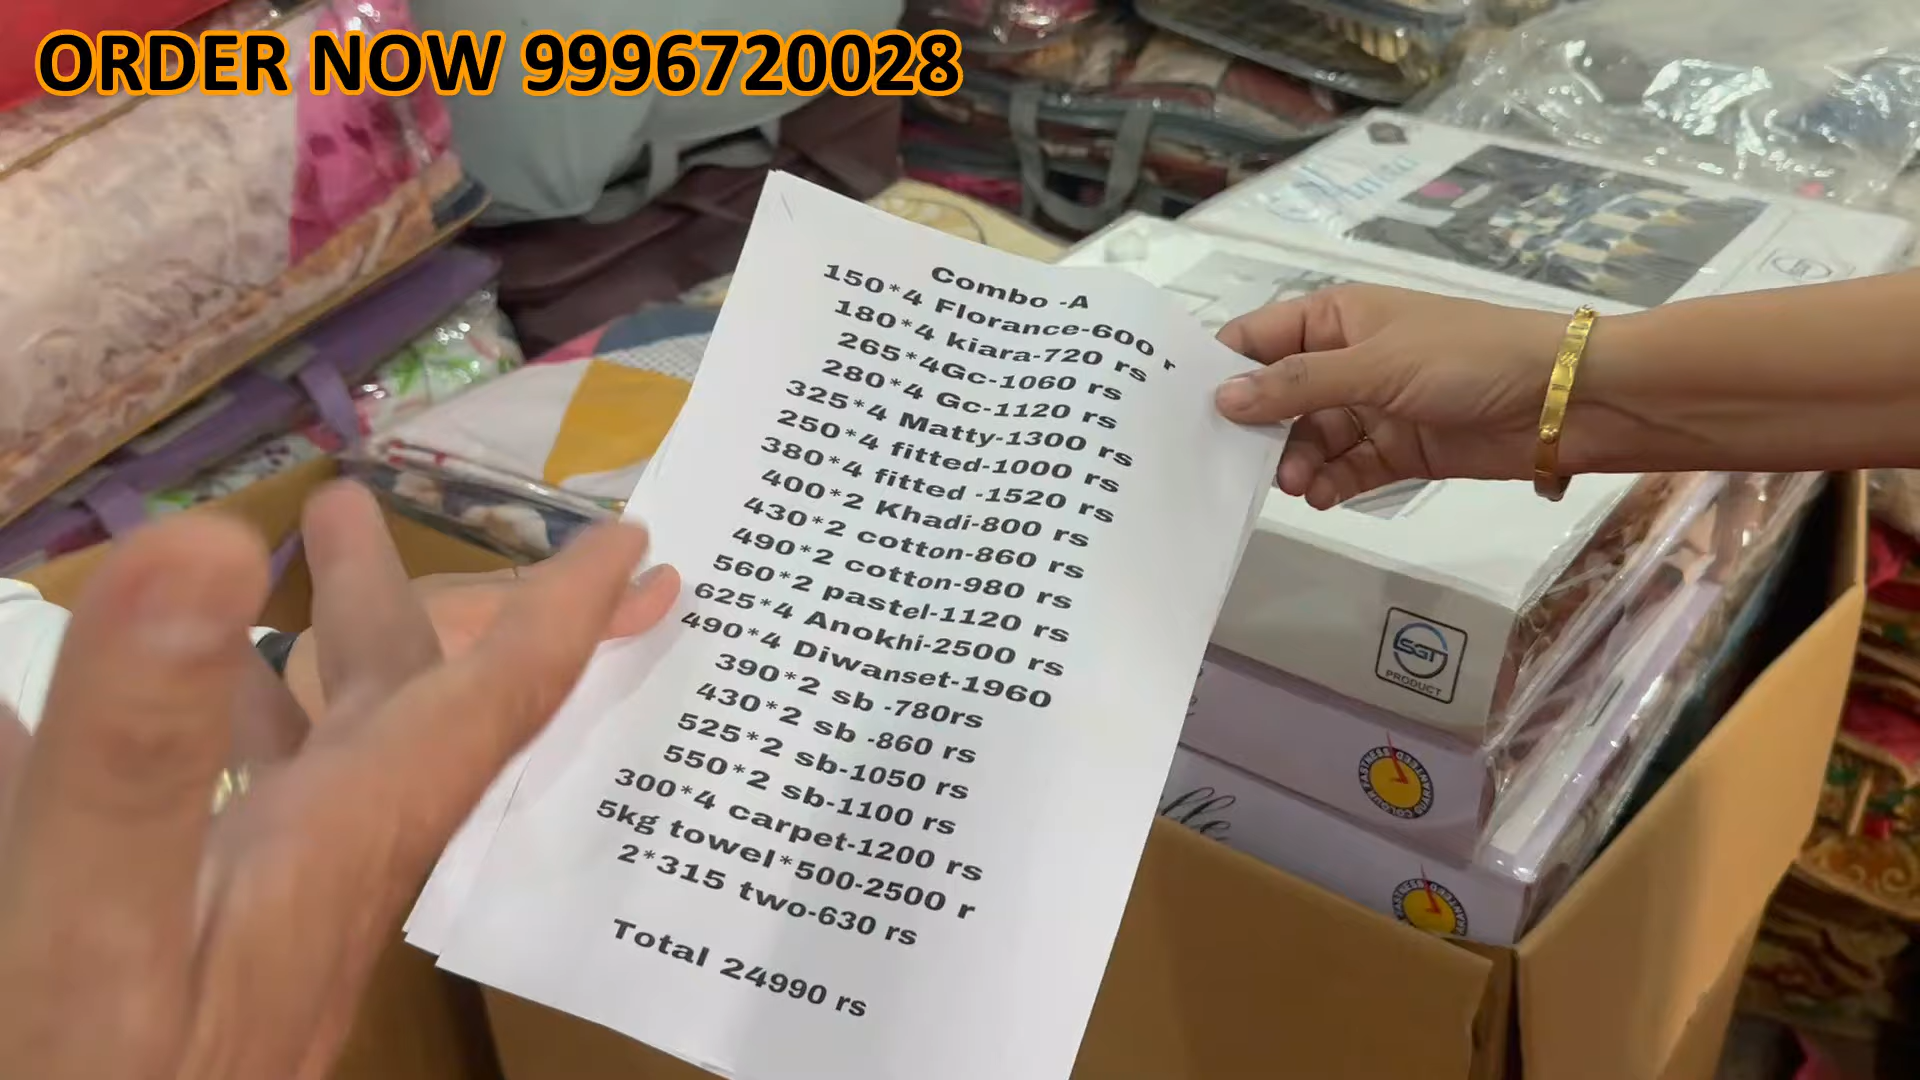 ORDER NOW 9996720028
Combo -A
150*4 Florance-600 r
180*4 kiara-720 rs
265*4Gc-1060 rs
280*4 Gc-1120 rs
325*4 Matty-1300 rs
250*4 fitted-1000 rs
380*4 fitted -1520 rs
400*2 Khadi-800 rs
430*2 cotton-860 rs
490*2 cotton-980 rs
560*2 pastel-1120 rs
625*4 Anokhi-2500 rs
490*4 Diwanset-1960
390*2 sb -780rs
430*2 sb -860 rs
525*2 sb-1050 rs
550*2 sb-1100 rs
300*4 carpet-1200 rs
5kg towel*500-2500 r
2*315 two-630 rs
Total 24990 rs
SGT
PRODUCT
SGT